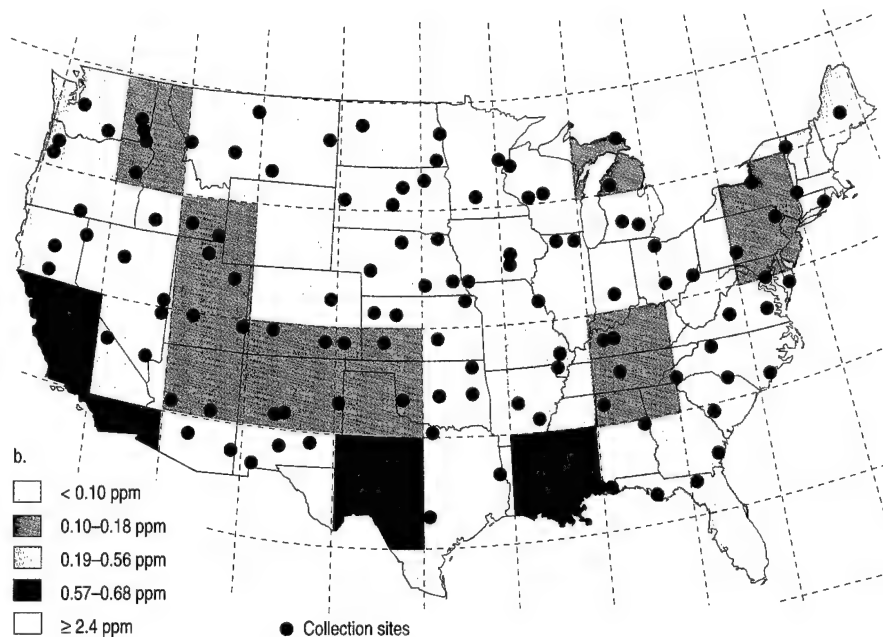 b.
< 0.10 ppm
0.10–0.18 ppm
0.19–0.56 ppm
0.57–0.68 ppm
≥ 2.4 ppm
Collection sites